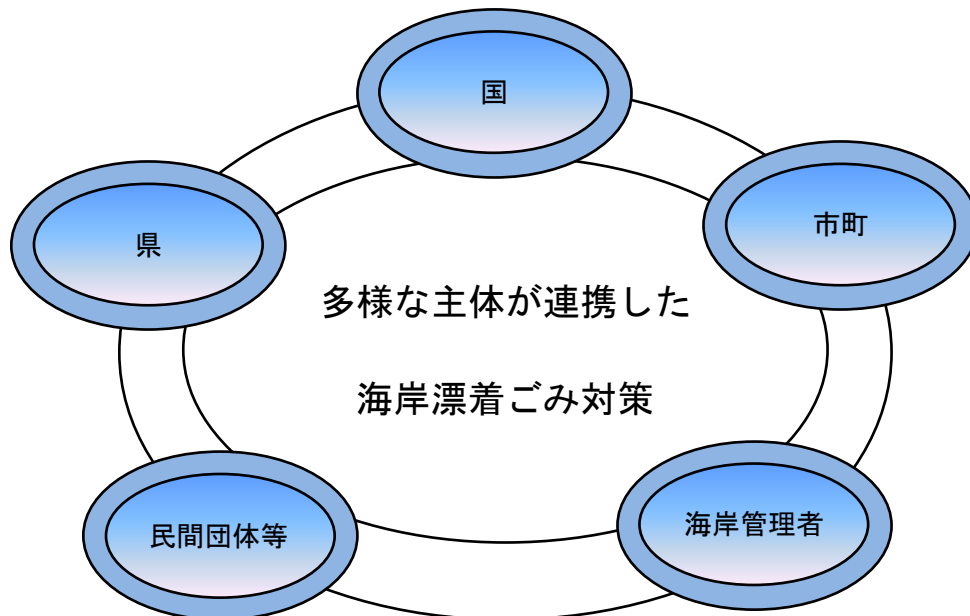 国
市町
県
多様な主体が連携した
海岸漂着ごみ対策
民間団体等
海岸管理者